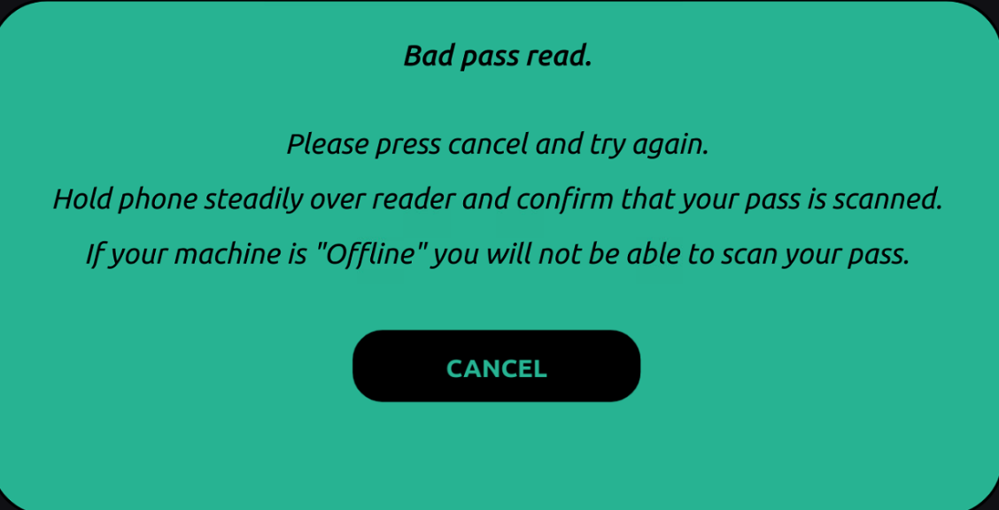 Bad pass read.
Please press cancel and try again.
Hold phone steadily over reader and confirm that your pass is scanned.
If your machine is "Offline" you will not be able to scan your pass.
CANCEL